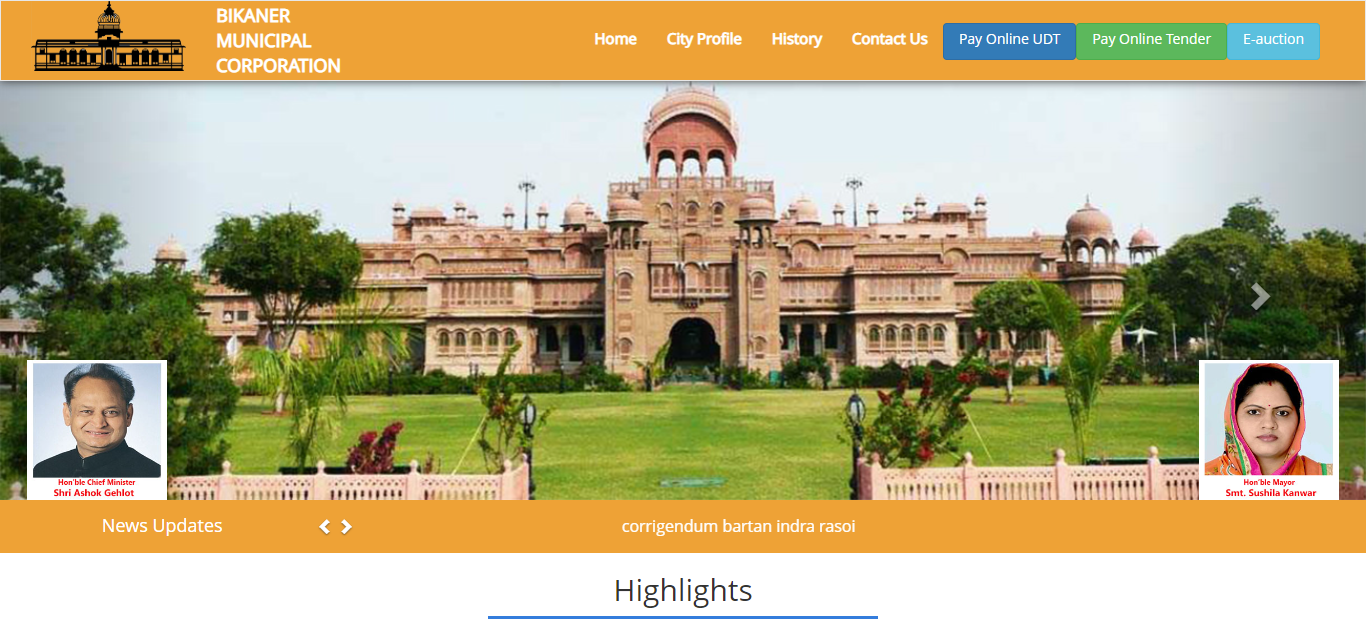 BIKANER
MUNICIPAL
CORPORATION
Home City Profile History Contact Us Pay Online UDT Pay Online Tender E-auction
Hon'ble Chief Minister
Shri Ashok Gehlot
Hon'ble Mayor
Smt. Sushila Kanwar
News Updates corrigendum bartan indra rasoi
Highlights